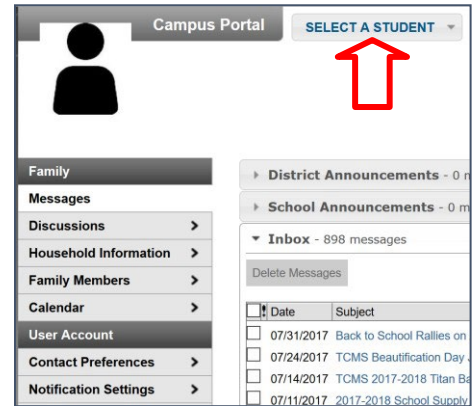 Campus Portal
SELECT A STUDENT
Family
Messages
Discussions
Household Information
Family Members
Calendar
User Account
Contact Preferences
Notification Settings
District Announcements - 0 m
School Announcements - 0 m
Inbox - 898 messages
Delete Messages
! Date Subject
07/31/2017 Back to School Rallies on
07/24/2017 TCMS Beautification Day
07/14/2017 TCMS 2017-2018 Titan Ba
07/11/2017 2017-2018 School Supply